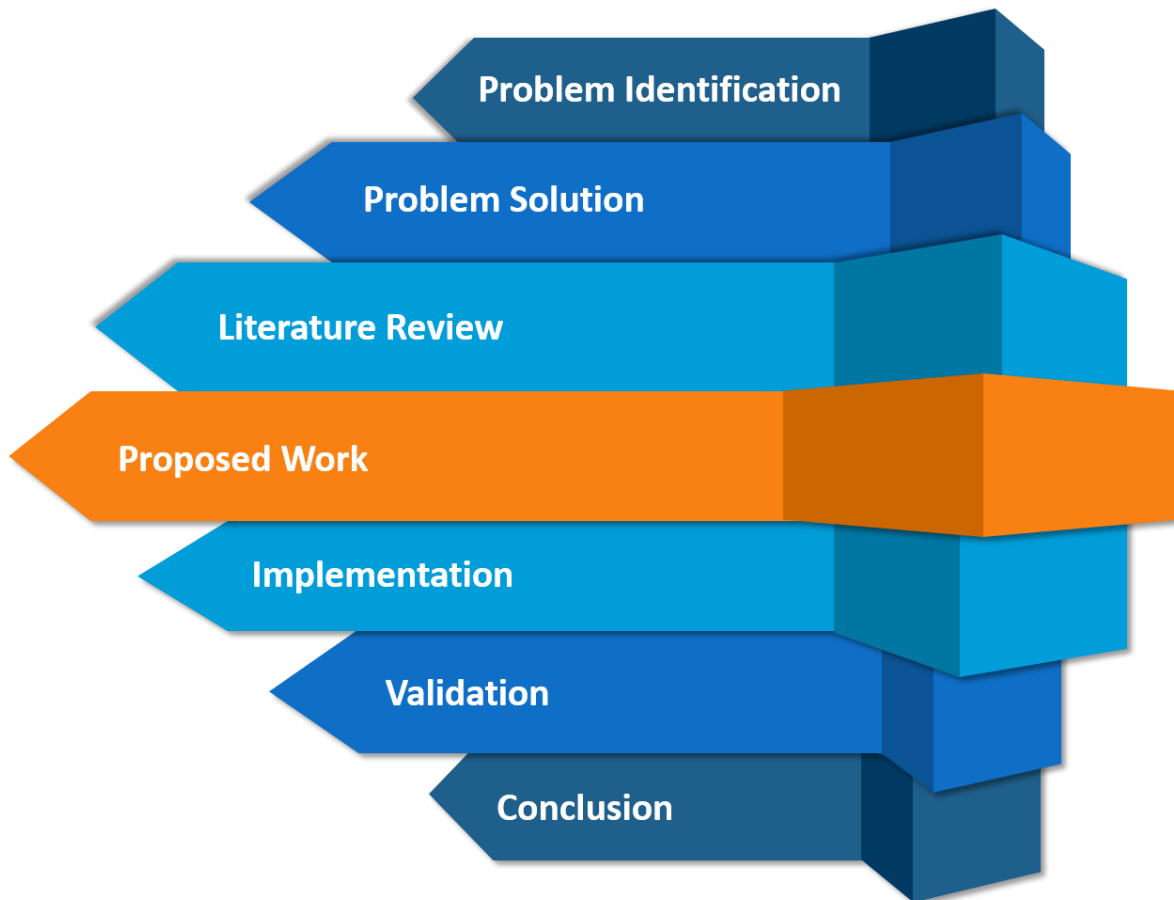 Problem Identification
Problem Solution
Literature Review
Proposed Work
Implementation
Validation
Conclusion